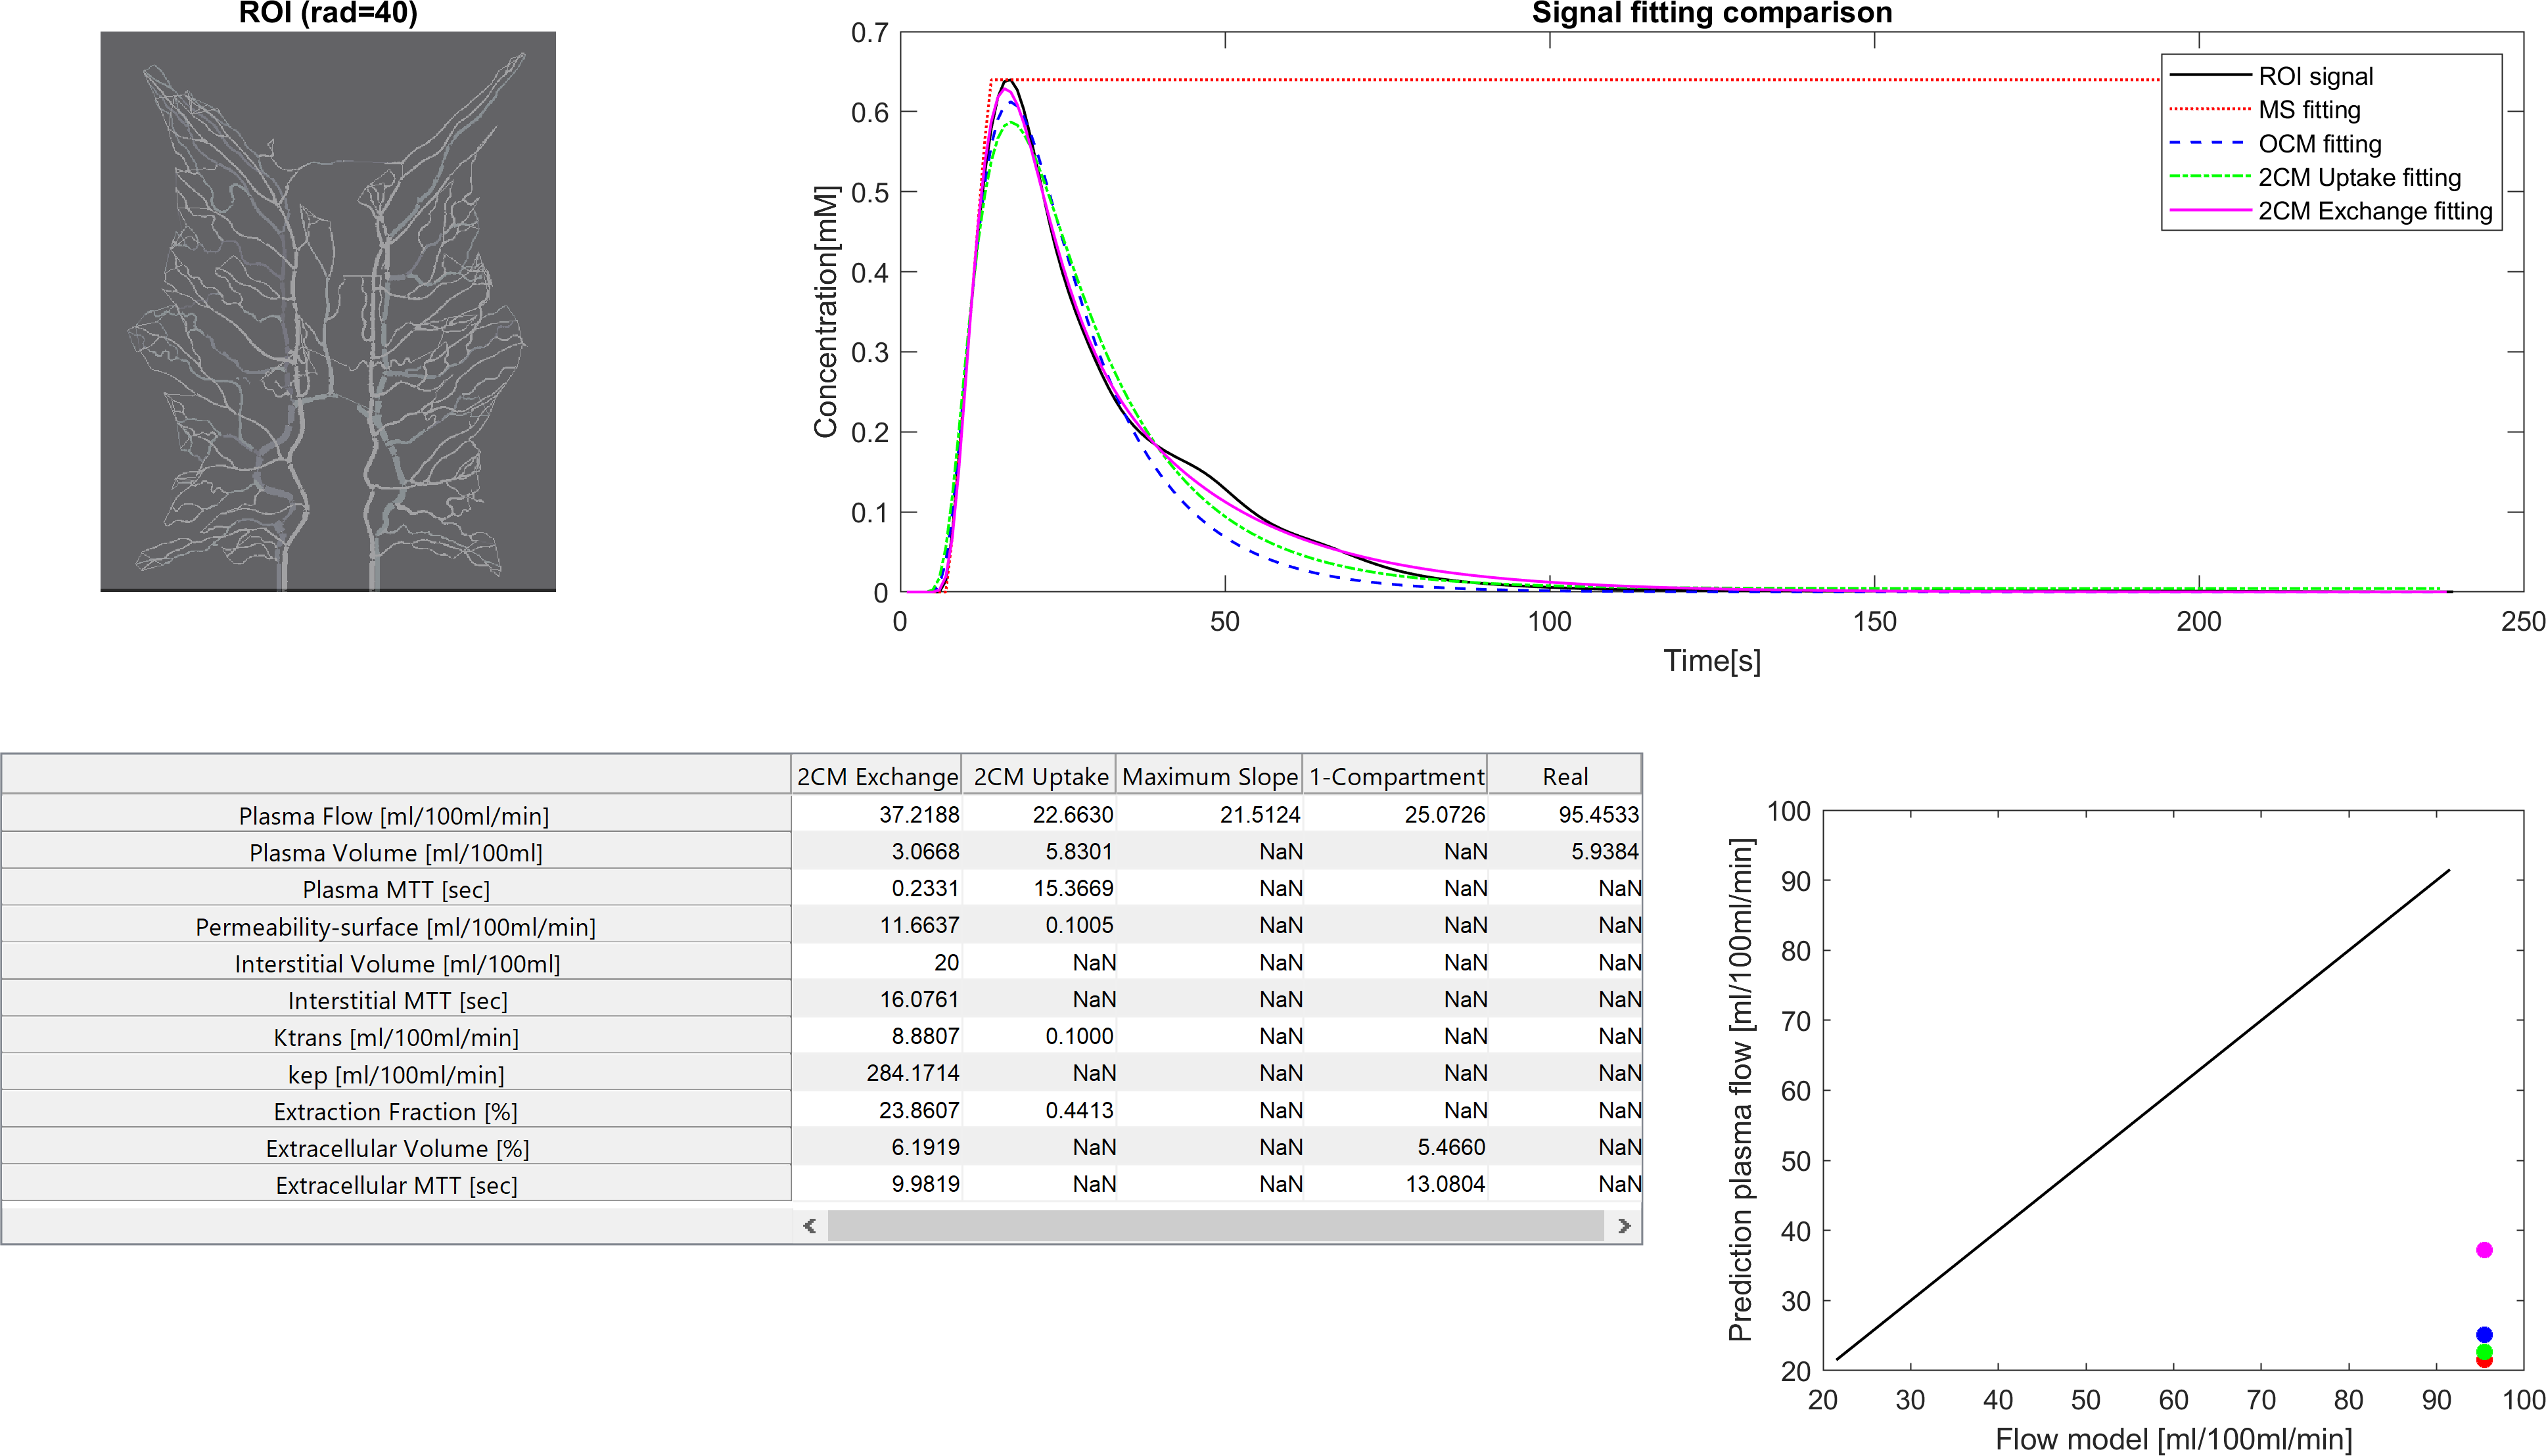 ROI (rad=40)
Signal fitting comparison
0.7
0.6
0.5
0.4
0.3
0.2
0.1
0
Concentration[mM]
0 50 100 150 200 250
Time[s]
ROI signal
MS fitting
OCM fitting
2CM Uptake fitting
2CM Exchange fitting
2CM Exchange 2CM Uptake Maximum Slope 1-Compartment Real
Plasma Flow [ml/100ml/min] 37.2188 22.6630 21.5124 25.0726 95.4533
Plasma Volume [ml/100ml] 3.0668 5.8301 NaN NaN 5.9384
Plasma MTT [sec] 0.2331 15.3669 NaN NaN NaN
Permeability-surface [ml/100ml/min] 11.6637 0.1005 NaN NaN NaN
Interstitial Volume [ml/100ml] 20 NaN NaN NaN NaN
Interstitial MTT [sec] 16.0761 NaN NaN NaN NaN
Ktrans [ml/100ml/min] 8.8807 0.1000 NaN NaN NaN
kep [ml/100ml/min] 284.1714 NaN NaN NaN NaN
Extraction Fraction [%] 23.8607 0.4413 NaN NaN NaN
Extracellular Volume [%] 6.1919 NaN NaN 5.4660 NaN
Extracellular MTT [sec] 9.9819 NaN NaN 13.0804 NaN
100
90
80
70
60
50
40
30
20
Prediction plasma flow [ml/100ml/min]
20 30 40 50 60 70 80 90 100
Flow model [ml/100ml/min]